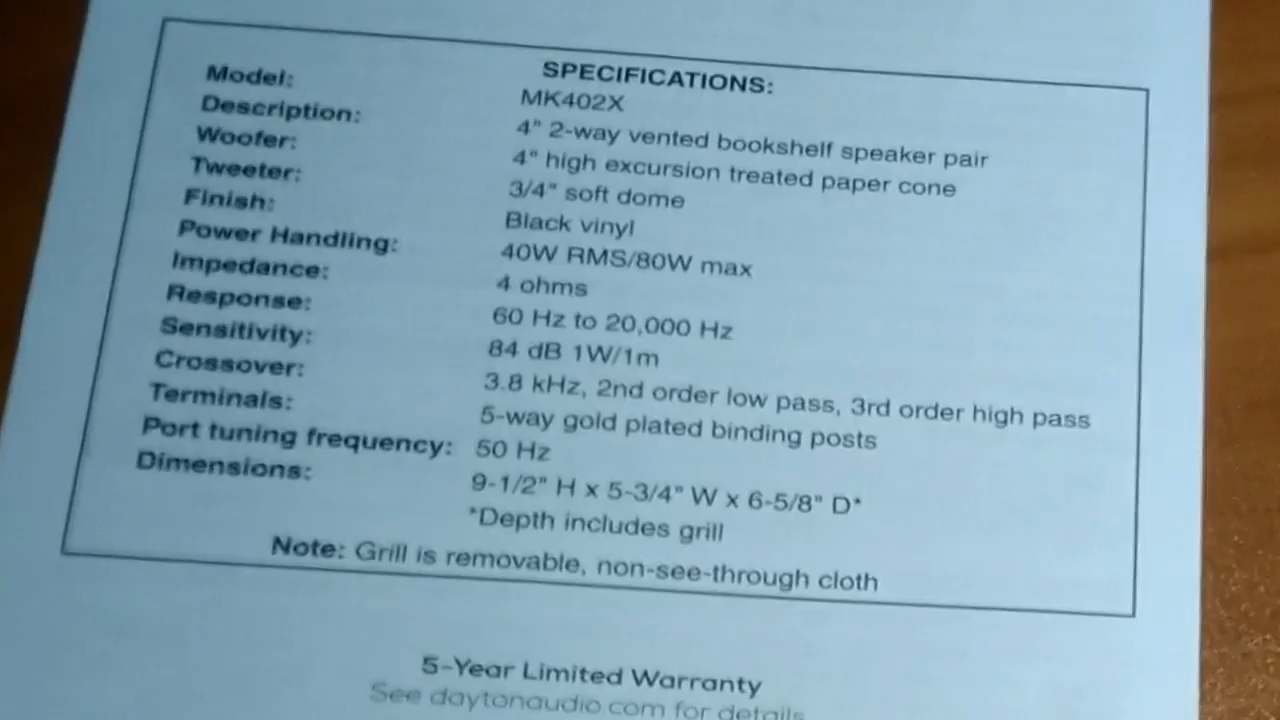 SPECIFICATIONS:
Model: MK402X
Description: 4" 2-way vented bookshelf speaker pair
Woofer: 4" high excursion treated paper cone
Tweeter: 3/4" soft dome
Finish: Black vinyl
Power Handling: 40W RMS/80W max
Impedance: 4 ohms
Response: 60 Hz to 20,000 Hz
Sensitivity: 84 dB 1W/1m
Crossover: 3.8 kHz, 2nd order low pass, 3rd order high pass
Terminals: 5-way gold plated binding posts
Port tuning frequency: 50 Hz
Dimensions: 9-1/2" H x 5-3/4" W x 6-5/8" D*
*Depth includes grill
Note: Grill is removable, non-see-through cloth
5-Year Limited Warranty
See daytonaudio.com for details